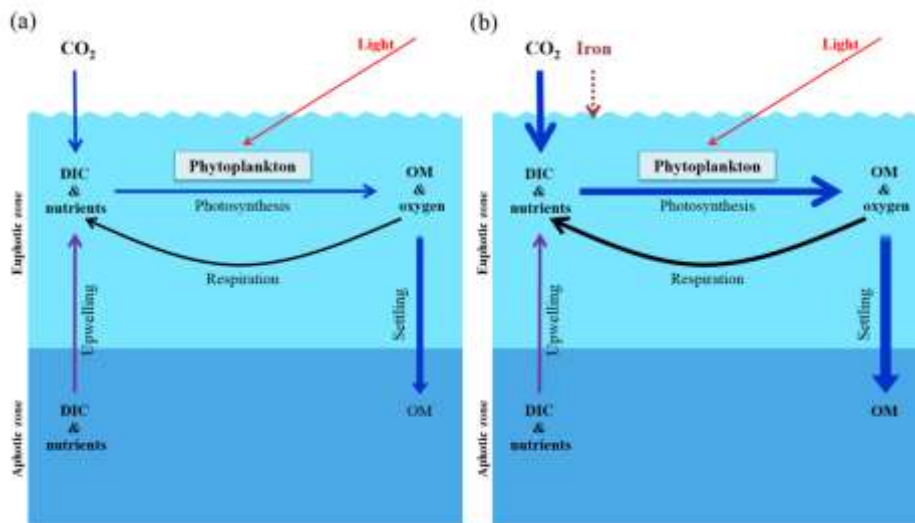 (a)
CO2
Light
Phytoplankton
DIC
&
nutrients
Photosynthesis
OM
&
oxygen
Respiration
Upwelling
Settling
Euphotic zone
DIC
&
nutrients
OM
Aphotic zone
(b)
CO2
Iron
Light
Phytoplankton
DIC
&
nutrients
Photosynthesis
OM
&
oxygen
Respiration
Upwelling
Settling
Euphotic zone
DIC
&
nutrients
OM
Aphotic zone